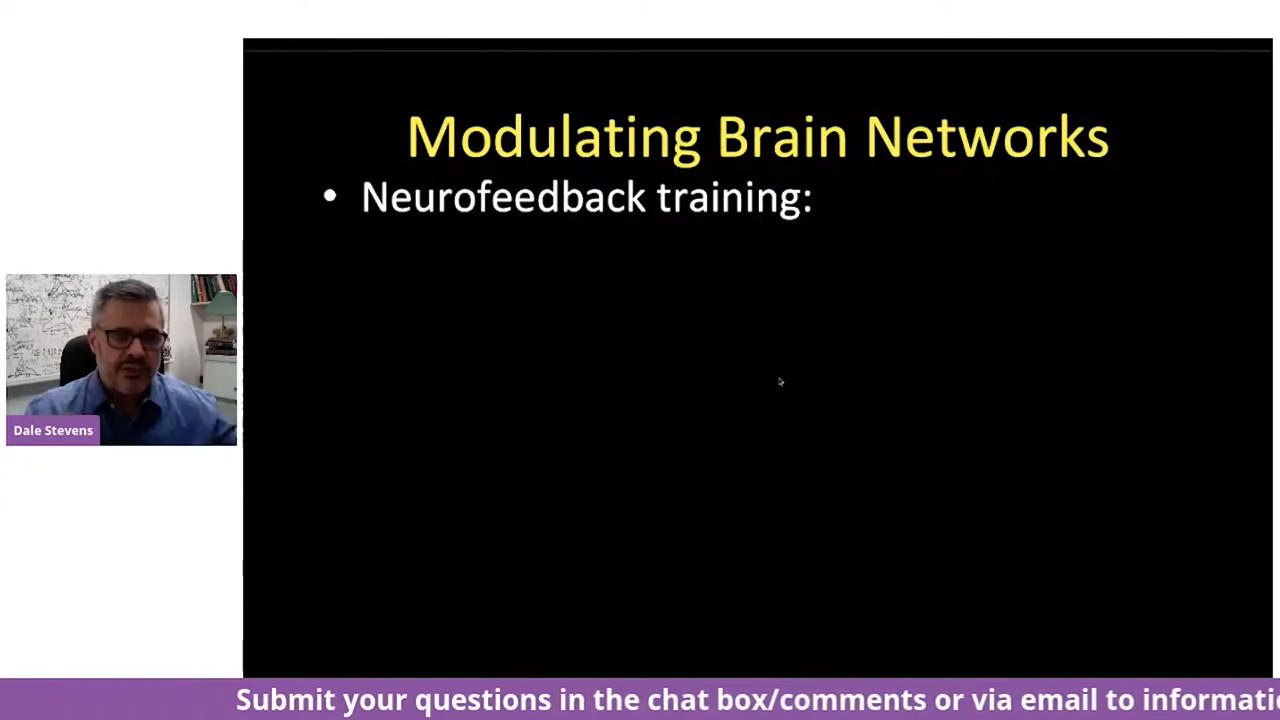 Modulating Brain Networks
• Neurofeedback training:
Dale Stevens
Submit your questions in the chat box/comments or via email to informati